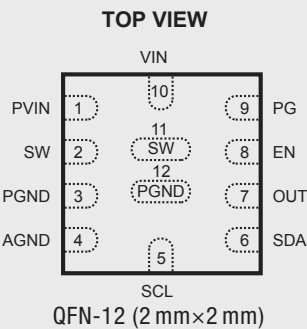 TOP VIEW
VIN
10
PVIN 1 9 PG
11
SW 2 SW 8 EN
12
PGND 3 PGND 7 OUT
AGND 4 6 SDA
5
SCL
QFN-12 (2 mm×2 mm)